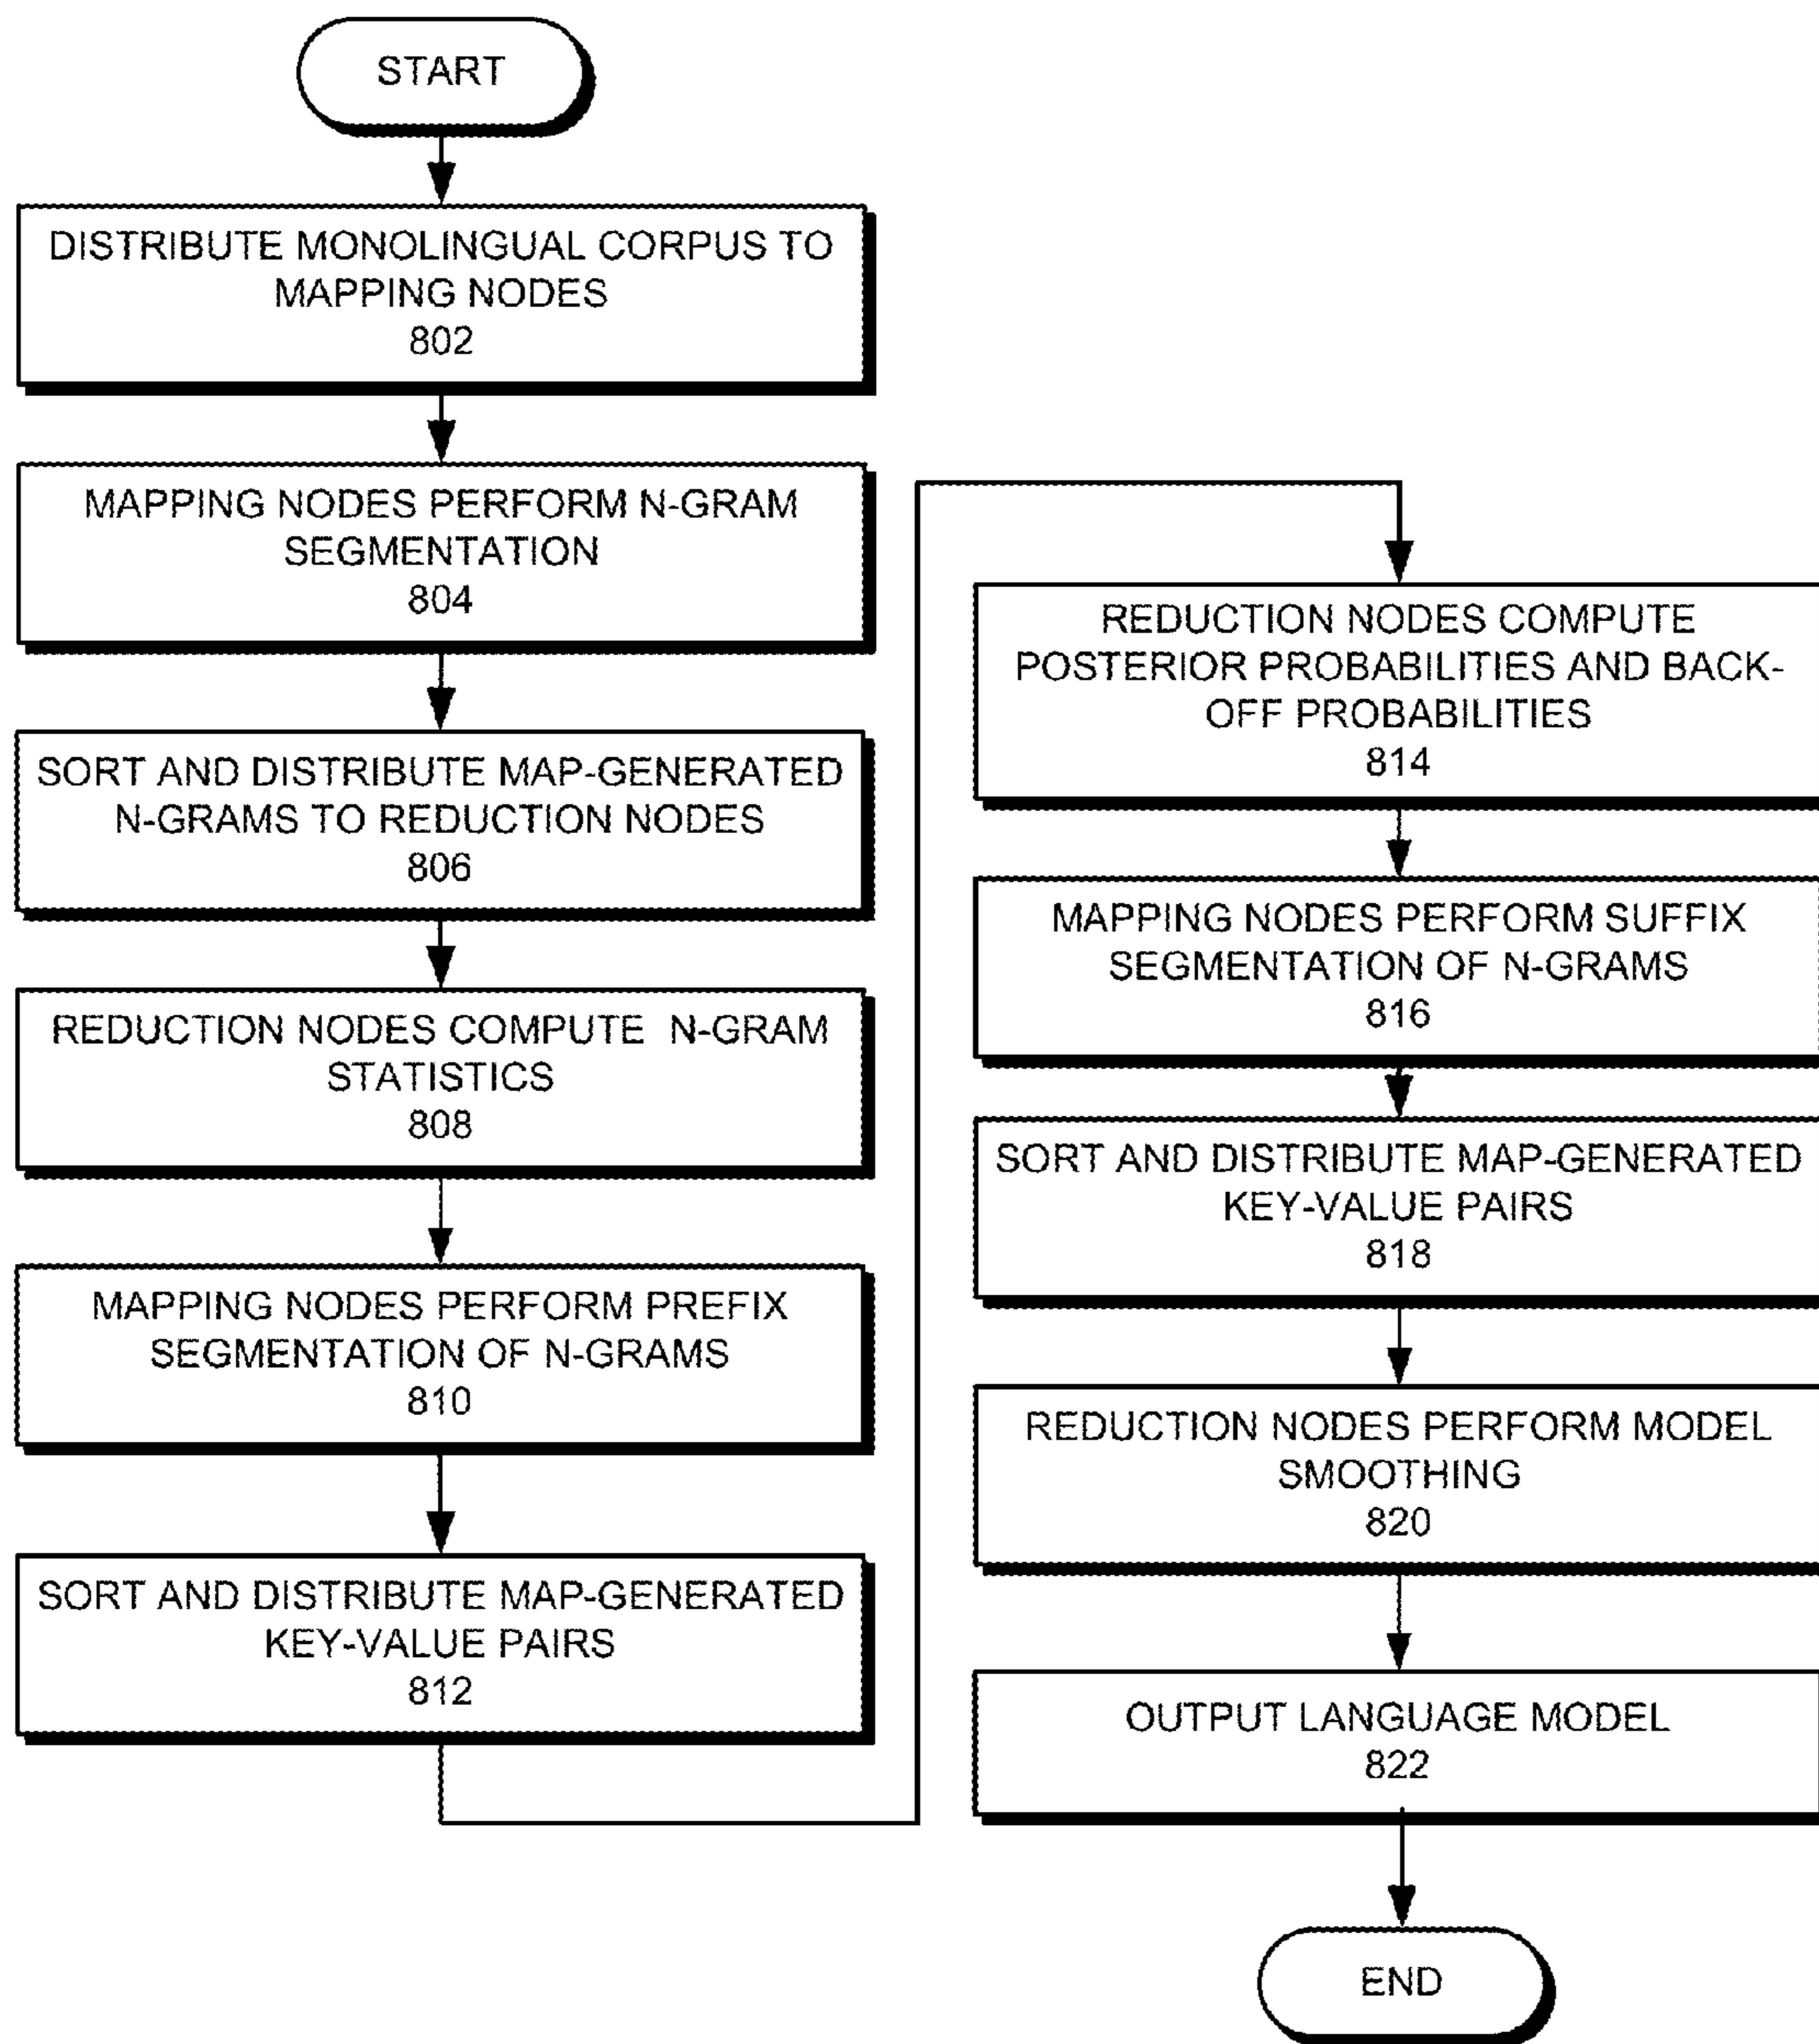 START
DISTRIBUTE MONOLINGUAL CORPUS TO
MAPPING NODES
802
MAPPING NODES PERFORM N-GRAM
SEGMENTATION
804
SORT AND DISTRIBUTE MAP-GENERATED
N-GRAMS TO REDUCTION NODES
806
REDUCTION NODES COMPUTE N-GRAM
STATISTICS
808
MAPPING NODES PERFORM PREFIX
SEGMENTATION OF N-GRAMS
810
SORT AND DISTRIBUTE MAP-GENERATED
KEY-VALUE PAIRS
812
REDUCTION NODES COMPUTE
POSTERIOR PROBABILITIES AND BACK-
OFF PROBABILITIES
814
MAPPING NODES PERFORM SUFFIX
SEGMENTATION OF N-GRAMS
816
SORT AND DISTRIBUTE MAP-GENERATED
KEY-VALUE PAIRS
818
REDUCTION NODES PERFORM MODEL
SMOOTHING
820
OUTPUT LANGUAGE MODEL
822
END